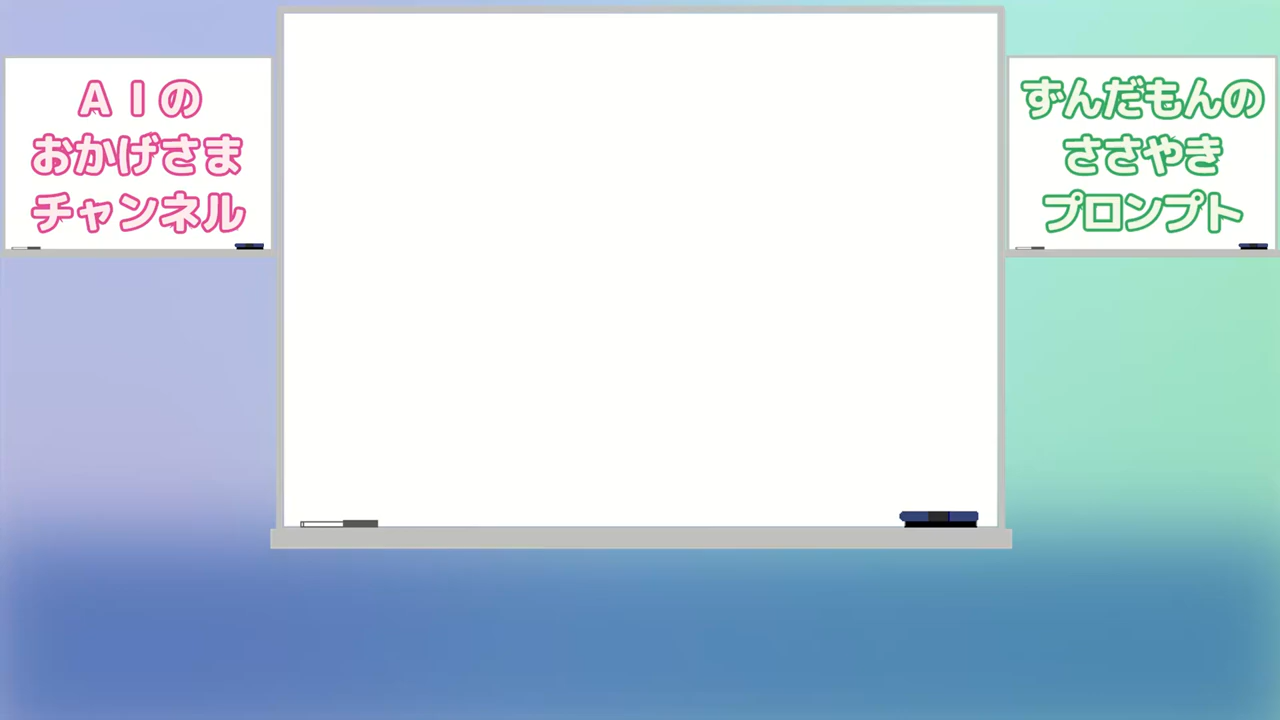 ＡＩの
おかげさま
チャンネル
ずんだもんの
ささやき
プロンプト